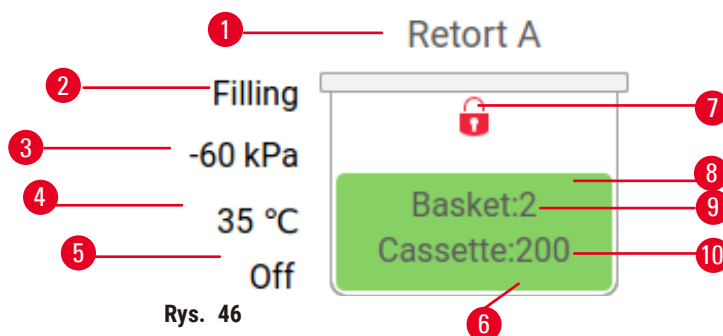 1 Retort A
2 Filling
7
3 -60 kPa
8
4 35 °C
Basket:2 9
5 Off
Cassette:200 10
6
Rys. 46